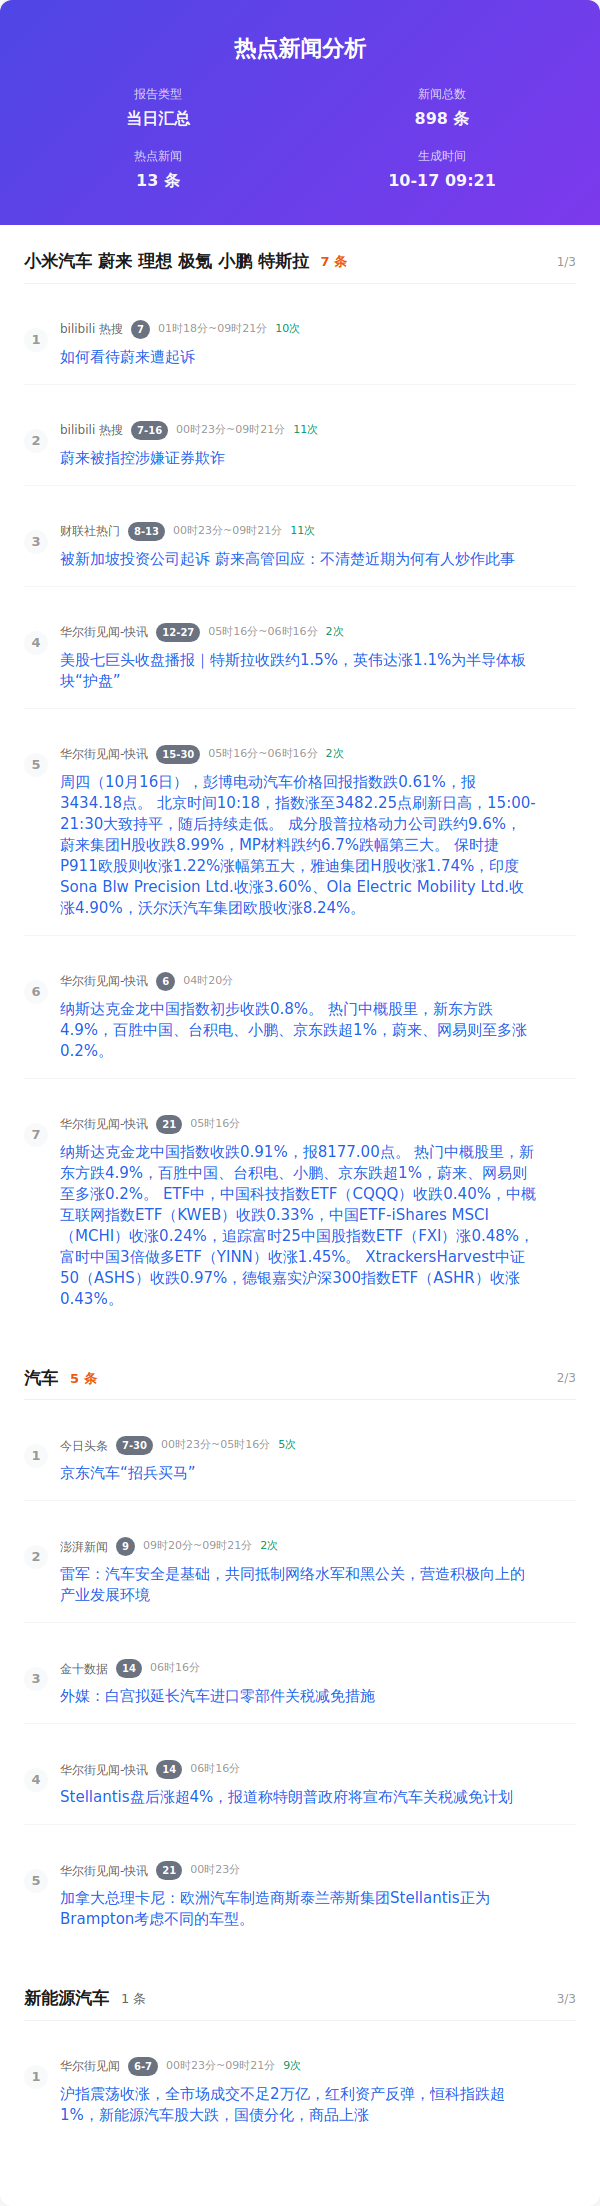 热点新闻分析
报告类型
新闻总数
当日汇总
898 条
热点新闻
生成时间
13 条
10-17 09:21
小米汽车 蔚来 理想 极氪 小鹏 特斯拉 7 条 1/3
1
bilibili 热搜 7 01时18分~09时21分 10次
如何看待蔚来遭起诉
2
bilibili 热搜 7-16 00时23分~09时21分 11次
蔚来被指控涉嫌证券欺诈
3
财联社热门 8-13 00时23分~09时21分 11次
被新加坡投资公司起诉 蔚来高管回应：不清楚近期为何有人炒作此事
4
华尔街见闻-快讯 12-27 05时16分~06时16分 2次
美股七巨头收盘播报｜特斯拉收跌约1.5%，英伟达涨1.1%为半导体板
块“护盘”
5
华尔街见闻-快讯 15-30 05时16分~06时16分 2次
周四（10月16日），彭博电动汽车价格回报指数跌0.61%，报
3434.18点。 北京时间10:18，指数涨至3482.25点刷新日高，15:00-
21:30大致持平，随后持续走低。 成分股普拉格动力公司跌约9.6%，
蔚来集团H股收跌8.99%，MP材料跌约6.7%跌幅第三大。 保时捷
P911欧股则收涨1.22%涨幅第五大，雅迪集团H股收涨1.74%，印度
Sona Blw Precision Ltd.收涨3.60%、Ola Electric Mobility Ltd.收
涨4.90%，沃尔沃汽车集团欧股收涨8.24%。
6
华尔街见闻-快讯 6 04时20分
纳斯达克金龙中国指数初步收跌0.8%。 热门中概股里，新东方跌
4.9%，百胜中国、台积电、小鹏、京东跌超1%，蔚来、网易则至多涨
0.2%。
7
华尔街见闻-快讯 21 05时16分
纳斯达克金龙中国指数收跌0.91%，报8177.00点。 热门中概股里，新
东方跌4.9%，百胜中国、台积电、小鹏、京东跌超1%，蔚来、网易则
至多涨0.2%。 ETF中，中国科技指数ETF（CQQQ）收跌0.40%，中概
互联网指数ETF（KWEB）收跌0.33%，中国ETF-iShares MSCI
（MCHI）收涨0.24%，追踪富时25中国股指数ETF（FXI）涨0.48%，
富时中国3倍做多ETF（YINN）收涨1.45%。 XtrackersHarvest中证
50（ASHS）收跌0.97%，德银嘉实沪深300指数ETF（ASHR）收涨
0.43%。
汽车 5 条 2/3
1
今日头条 7-30 00时23分~05时16分 5次
京东汽车“招兵买马”
2
澎湃新闻 9 09时20分~09时21分 2次
雷军：汽车安全是基础，共同抵制网络水军和黑公关，营造积极向上的
产业发展环境
3
金十数据 14 06时16分
外媒：白宫拟延长汽车进口零部件关税减免措施
4
华尔街见闻-快讯 14 06时16分
Stellantis盘后涨超4%，报道称特朗普政府将宣布汽车关税减免计划
5
华尔街见闻-快讯 21 00时23分
加拿大总理卡尼：欧洲汽车制造商斯泰兰蒂斯集团Stellantis正为
Brampton考虑不同的车型。
新能源汽车 1 条 3/3
1
华尔街见闻 6-7 00时23分~09时21分 9次
沪指震荡收涨，全市场成交不足2万亿，红利资产反弹，恒科指跌超
1%，新能源汽车股大跌，国债分化，商品上涨